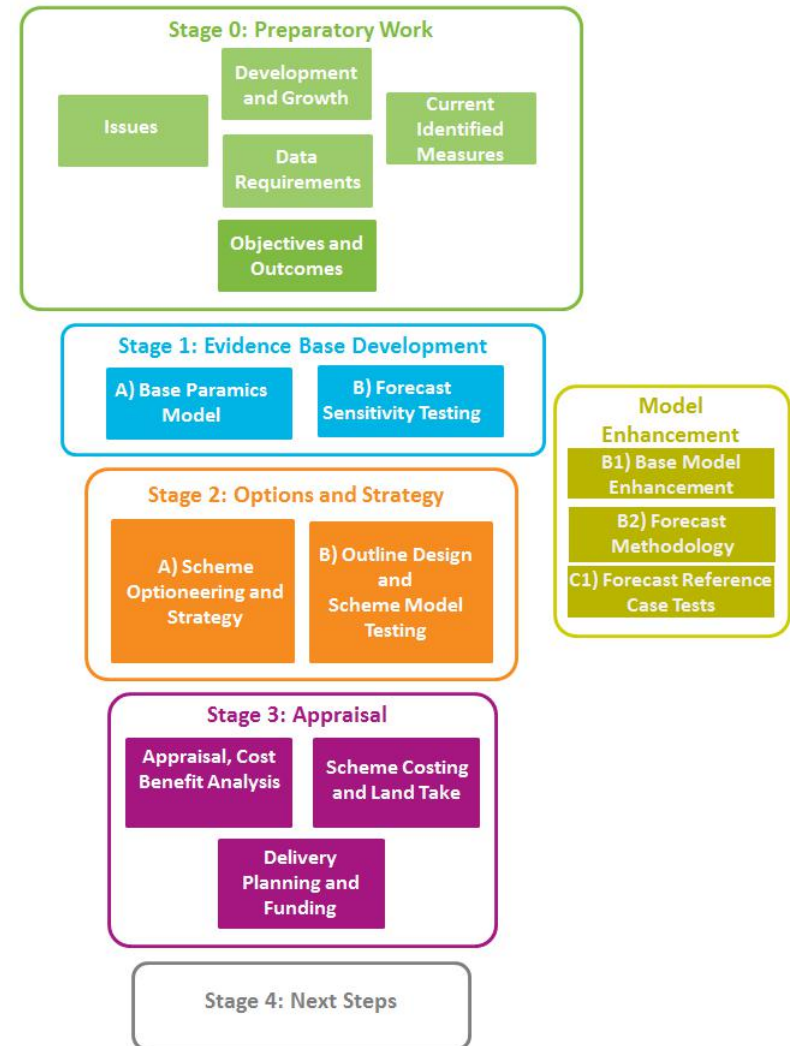 Stage 0: Preparatory Work
Development
and Growth
Issues
Current
Identified
Measures
Data
Requirements
Objectives and
Outcomes
Stage 1: Evidence Base Development
A) Base Paramics
Model
B) Forecast
Sensitivity Testing
Model
Enhancement
B1) Base Model
Enhancement
B2) Forecast
Methodology
C1) Forecast Reference
Case Tests
Stage 2: Options and Strategy
A) Scheme
Optioneering and
Strategy
B) Outline Design
and
Scheme Model
Testing
Stage 3: Appraisal
Appraisal, Cost
Benefit Analysis
Scheme Costing
and Land Take
Delivery
Planning and
Funding
Stage 4: Next Steps